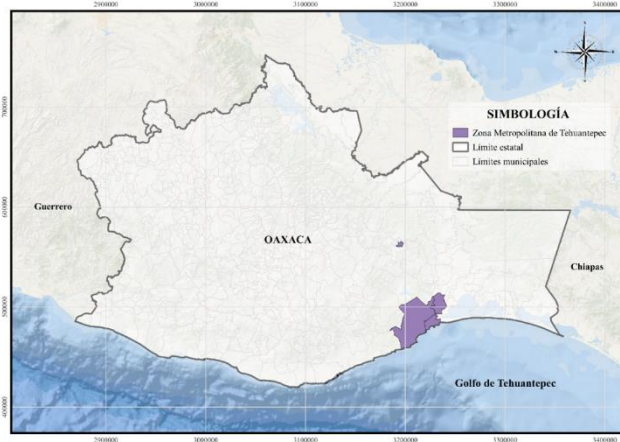 2900000 3000000 3100000 3200000 3300000 3400000
SIMBOLOGÍA
Zona Metropolitana de Tehuantepec
Límite estatal
Límites municipales
700000
600000
500000
400000
Guerrero
OAXACA
Chiapas
Golfo de Tehuantepec
2900000 3000000 3100000 3200000 3300000 3400000